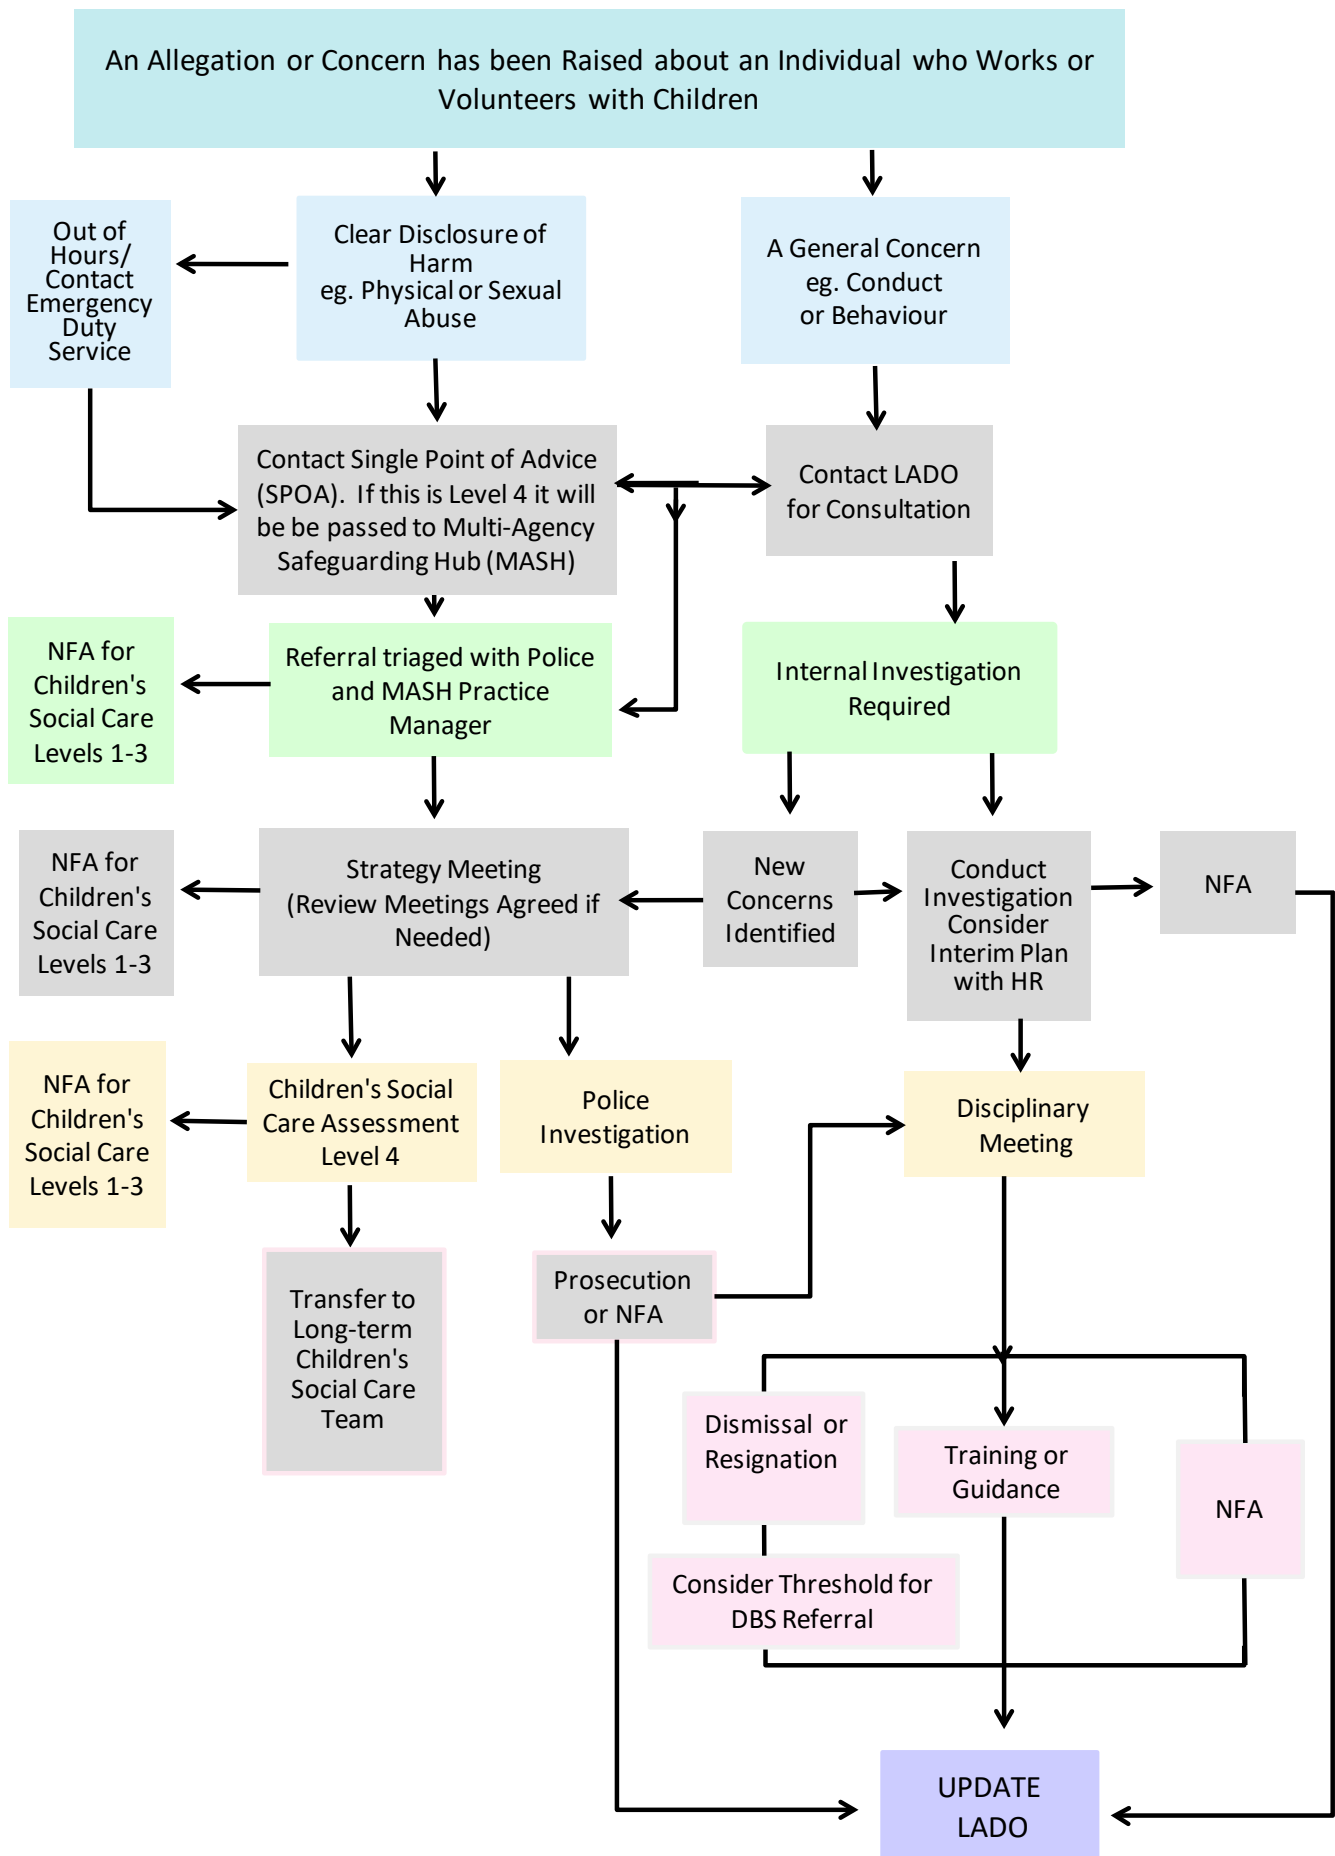 An Allegation or Concern has been Raised about an Individual who Works or
Volunteers with Children
Out of
Hours/
Contact
Emergency
Duty
Service
Clear Disclosure of
Harm
eg. Physical or Sexual
Abuse
A General Concern
eg. Conduct
or Behaviour
Contact Single Point of Advice
(SPOA). If this is Level 4 it will
be be passed to Multi-Agency
Safeguarding Hub (MASH)
Contact LADO
for Consultation
NFA for
Children's
Social Care
Levels 1-3
Referral triaged with Police
and MASH Practice
Manager
Internal Investigation
Required
NFA for
Children's
Social Care
Levels 1-3
Strategy Meeting
(Review Meetings Agreed if
Needed)
New
Concerns
Identified
Conduct
Investigation
Consider
Interim Plan
with HR
NFA
NFA for
Children's
Social Care
Levels 1-3
Children's Social
Care Assessment
Level 4
Police
Investigation
Disciplinary
Meeting
Transfer to
Long-term
Children's
Social Care
Team
Prosecution
or NFA
Dismissal or
Resignation
Training or
Guidance
NFA
Consider Threshold for
DBS Referral
UPDATE
LADO